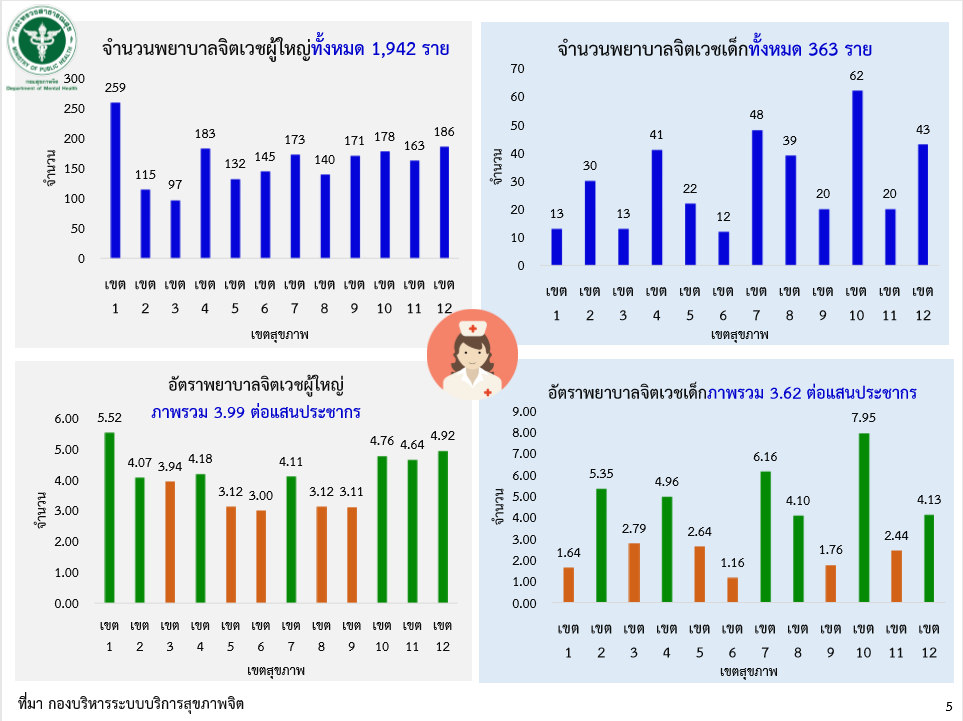 กระทรวงสาธารณสุข
MINISTRY OF PUBLIC HEALTH
กรมสุขภาพจิต
Department of Mental Health
จำนวนพยาบาลจิตเวชผู้ใหญ่ทั้งหมด 1,942 ราย
300
250
200
150
100
50
0
จำนวน
259 115 97 183 132 145 173 140 171 178 163 186
เขต เขต เขต เขต เขต เขต เขต เขต เขต เขต เขต เขต
1 2 3 4 5 6 7 8 9 10 11 12
เขตสุขภาพ
จำนวนพยาบาลจิตเวชเด็กทั้งหมด 363 ราย
70
60
50
40
30
20
10
0
จำนวน
13 30 13 41 22 12 48 39 20 62 20 43
เขต เขต เขต เขต เขต เขต เขต เขต เขต เขต เขต เขต
1 2 3 4 5 6 7 8 9 10 11 12
เขตสุขภาพ
อัตราพยาบาลจิตเวชผู้ใหญ่
ภาพรวม 3.99 ต่อแสนประชากร
6.00
5.00
4.00
3.00
2.00
1.00
0.00
จำนวน
5.52 4.07 3.94 4.18 3.12 3.00 4.11 3.12 3.11 4.76 4.64 4.92
เขต เขต เขต เขต เขต เขต เขต เขต เขต เขต เขต เขต
1 2 3 4 5 6 7 8 9 10 11 12
เขตสุขภาพ
อัตราพยาบาลจิตเวชเด็กภาพรวม 3.62 ต่อแสนประชากร
9.00
8.00
7.00
6.00
5.00
4.00
3.00
2.00
1.00
0.00
จำนวน
1.64 5.35 2.79 4.96 2.64 1.16 6.16 4.10 1.76 7.95 2.44 4.13
เขต เขต เขต เขต เขต เขต เขต เขต เขต เขต เขต เขต
1 2 3 4 5 6 7 8 9 10 11 12
เขตสุขภาพ
ที่มา กองบริหารระบบบริการสุขภาพจิต
5